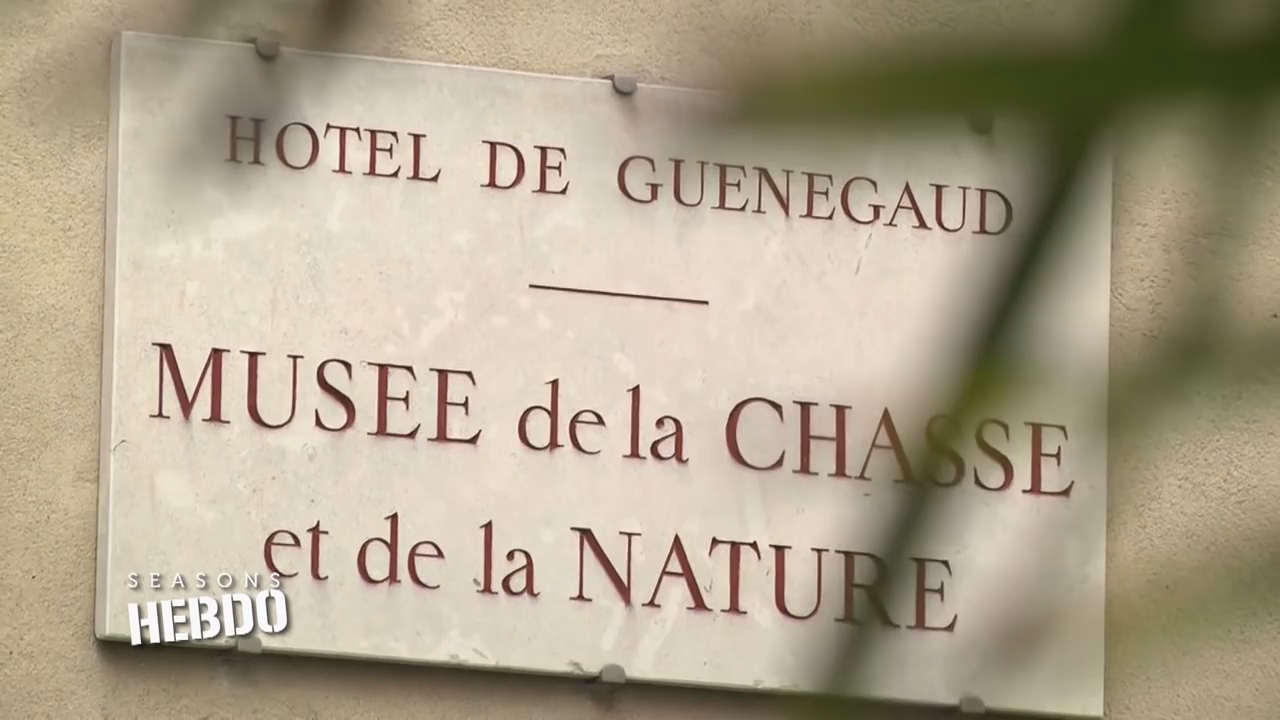 HOTEL DE GUENEGAUD
MUSEE de la CHASSE
et de la NATURE
SEASONS
HEBDO